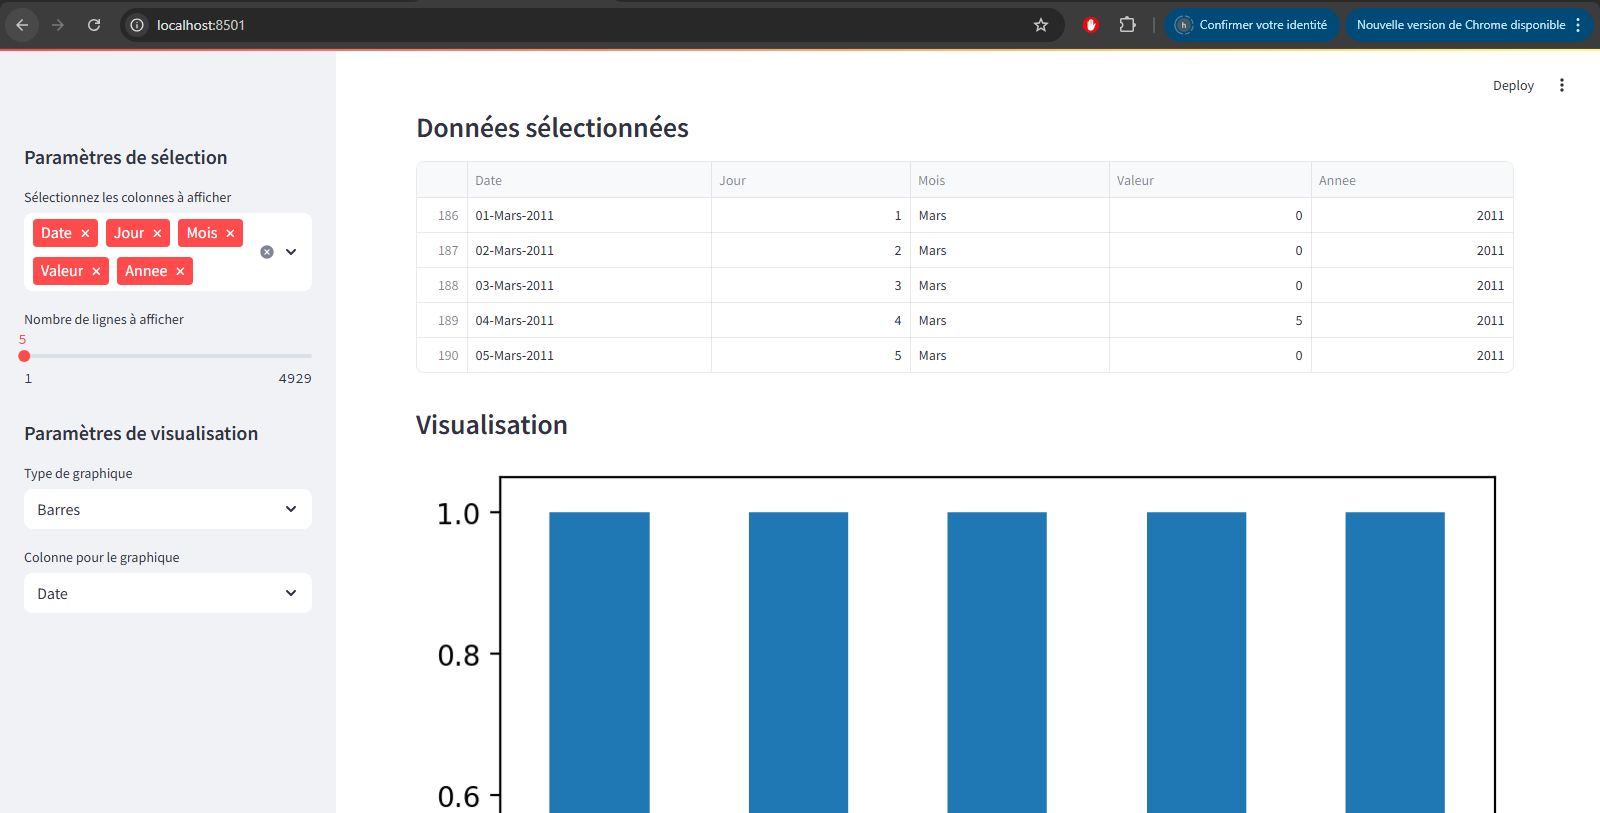 localhost:8501
Confirmer votre identité
Nouvelle version de Chrome disponible
Deploy
Paramètres de sélection
Sélectionnez les colonnes à afficher
Date × Jour × Mois ×
Valeur × Annee ×
Nombre de lignes à afficher
5
1 4929
Paramètres de visualisation
Type de graphique
Barres
Colonne pour le graphique
Date
Données sélectionnées
Date Jour Mois Valeur Annee
186 01-Mars-2011 1 Mars 0 2011
187 02-Mars-2011 2 Mars 0 2011
188 03-Mars-2011 3 Mars 0 2011
189 04-Mars-2011 4 Mars 5 2011
190 05-Mars-2011 5 Mars 0 2011
Visualisation
1.0
0.8
0.6